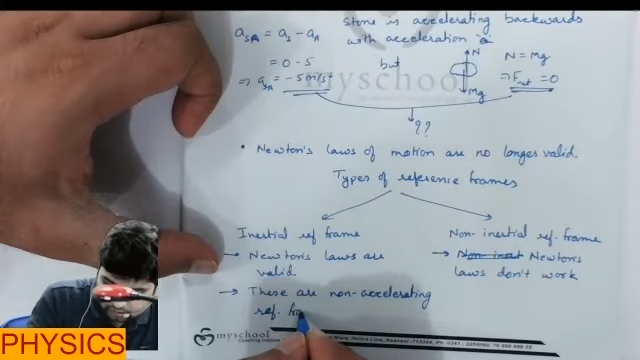 a_SA = a_s - a_A
Stone is accelerating backwards
with acceleration
= 0 - 5
⇒ a_SA = -5m/s²
but
N
Mg
N = Mg
⇒ F_net = 0
??
• Newton's laws of motion are no longer valid
Types of reference frames
Inertial ref frame
→ Newton's laws are
valid
→ These are non-accelerating
ref. fra
Non-inertial ref. frame
→ Newton's
laws don't work
myschool
myschool
PHYSICS